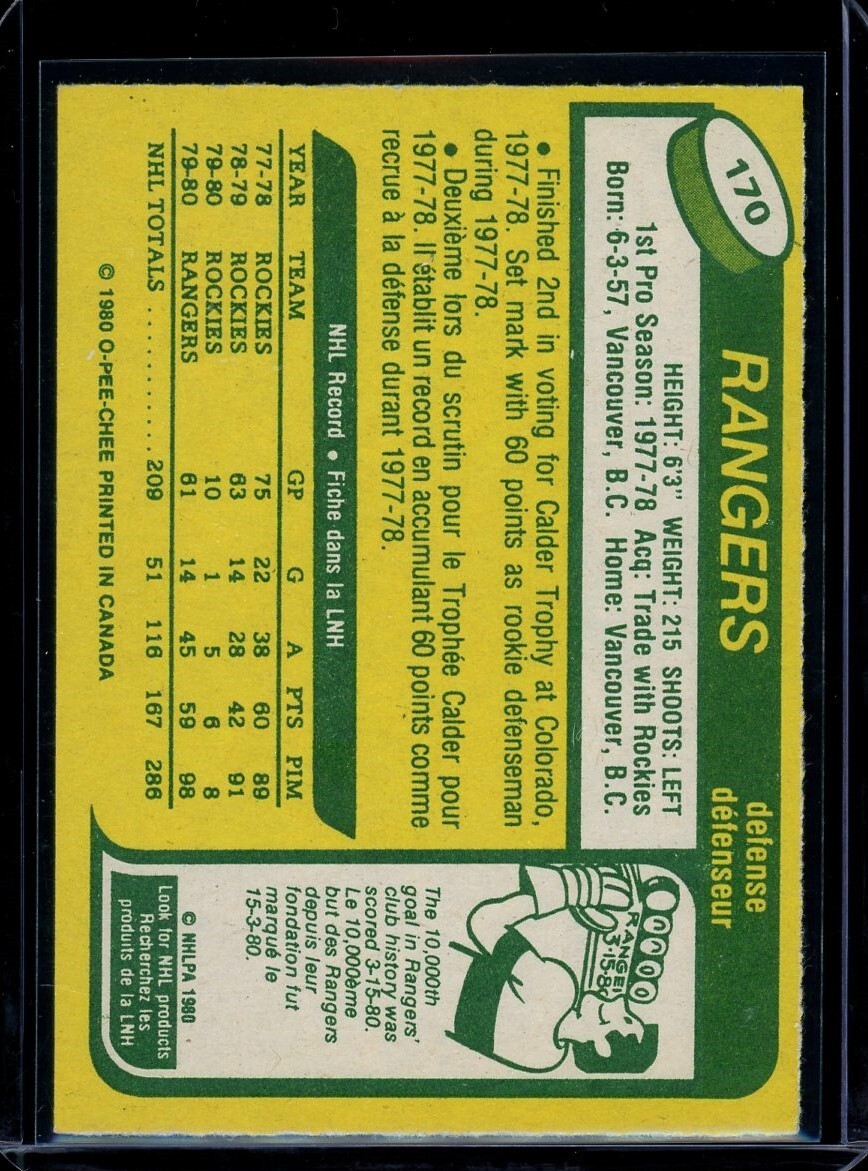 170
RANGERS
defense
défenseur
HEIGHT: 6'3" WEIGHT: 215 SHOOTS: LEFT
1st Pro Season: 1977-78 Acq: Trade with Rockies
Born: 6-3-57, Vancouver, B.C. Home: Vancouver, B.C.
• Finished 2nd in voting for Calder Trophy at Colorado,
1977-78. Set mark with 60 points as rookie defenseman
during 1977-78.
• Deuxième lors du scrutin pour le Trophée Calder pour
1977-78. Il établit un record en accumulant 60 points comme
recrue à la défense durant 1977-78.
NHL Record • Fiche dans la LNH
YEAR TEAM GP G A PTS PIM
77-78 ROCKIES 75 22 38 60 89
78-79 ROCKIES 63 14 28 42 91
79-80 ROCKIES 10 1 5 6 8
79-80 RANGERS 61 14 45 59 98
NHL TOTALS .......... 209 51 116 167 286
© 1980 O-PEE-CHEE PRINTED IN CANADA
10000
RANGER
3-15-80
The 10,000th
goal in Rangers'
club history was
scored 3-15-80.
Le 10,000ème
but des Rangers
depuis leur
fondation fut
marqué le
15-3-80.
© NHLPA 1980
Look for NHL products
Recherchez les
produits de la LNH